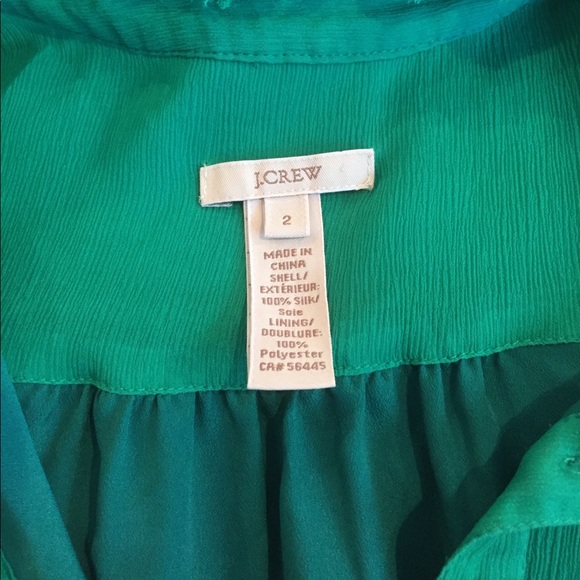 J.CREW
2
MADE IN
CHINA
SHELL/
EXTÉRIEUR:
100% Silk/
Soie
LINING/
DOUBLURE:
100%
Polyester
CA# 56445